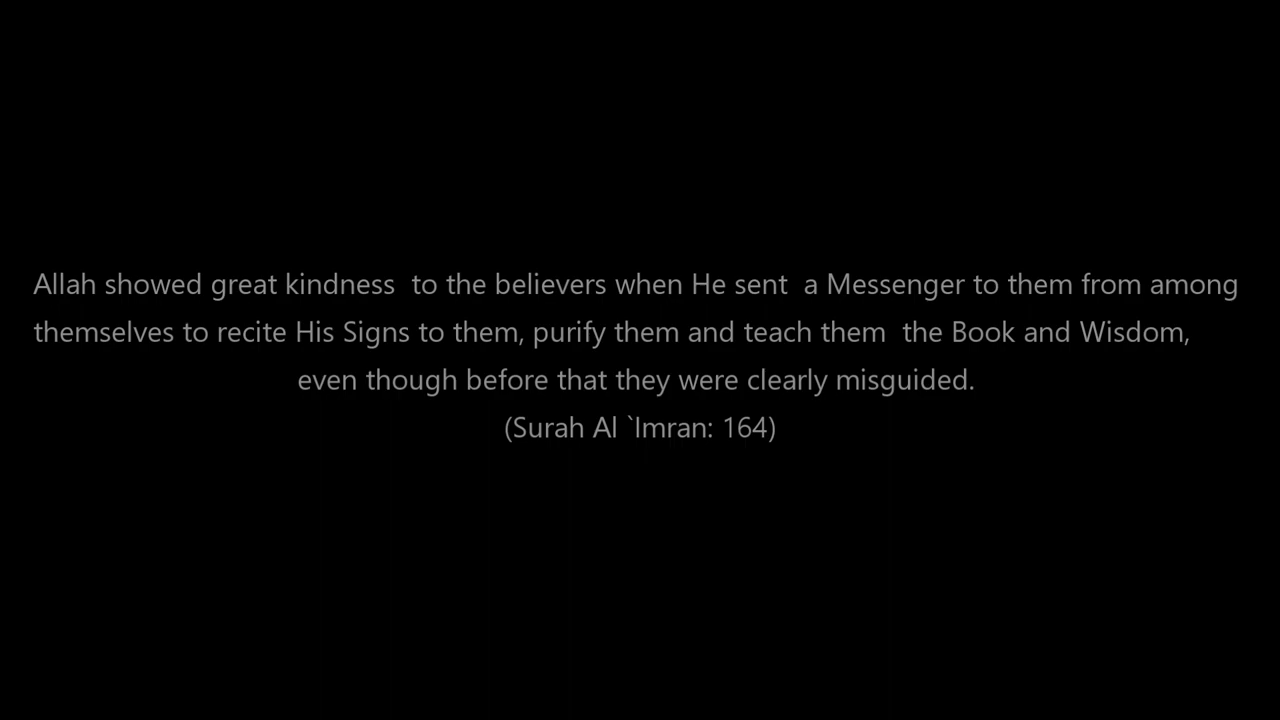 Allah showed great kindness  to the believers when He sent  a Messenger to them from among
themselves to recite His Signs to them, purify them and teach them  the Book and Wisdom,
even though before that they were clearly misguided.
(Surah Al `Imran: 164)